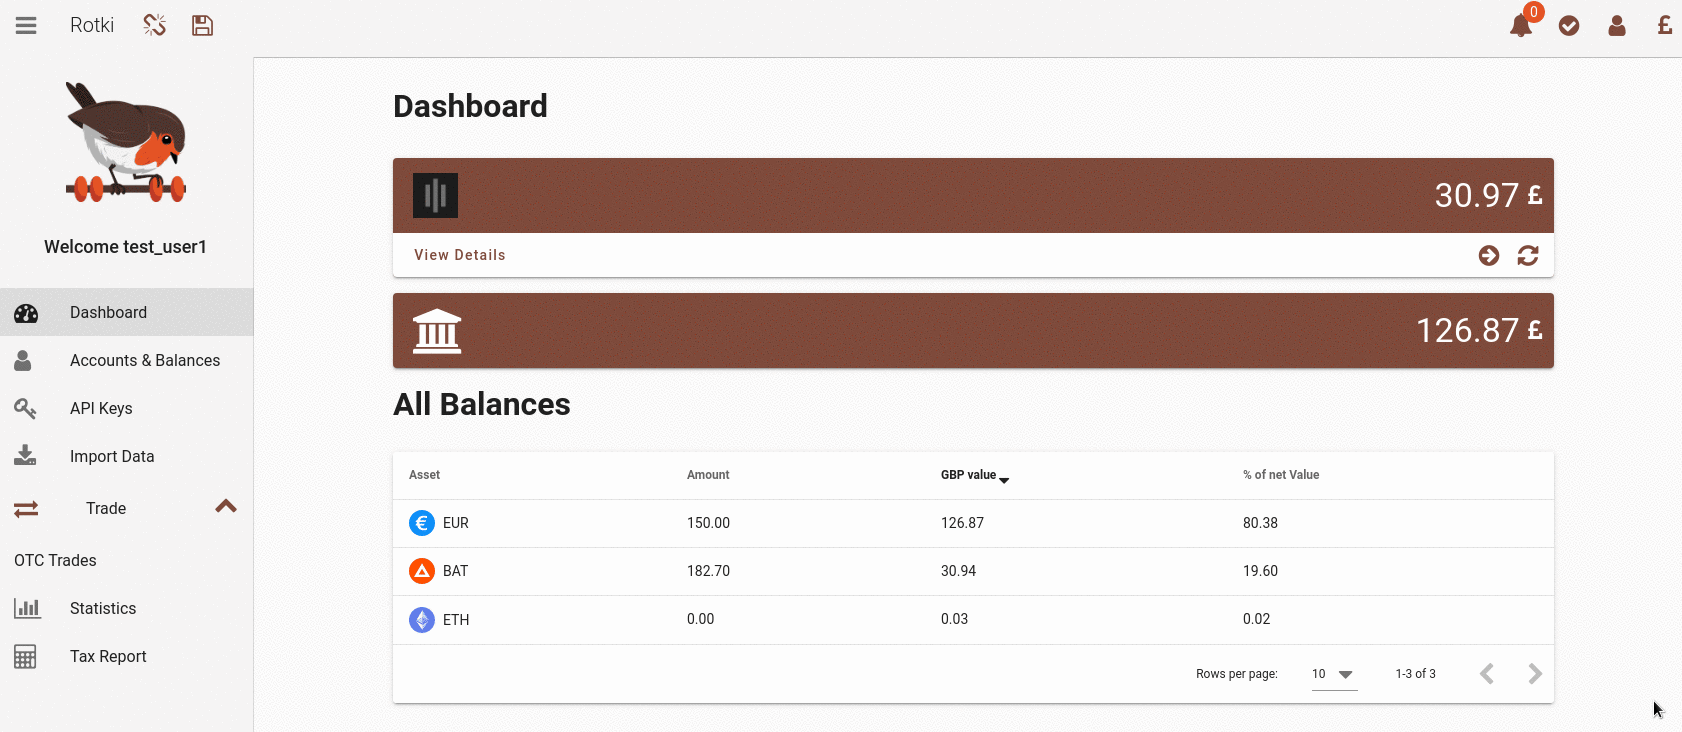 Rotki
0
£
Welcome test_user1
Dashboard
Accounts & Balances
API Keys
Import Data
Trade
OTC Trades
Statistics
Tax Report
Dashboard
30.97 £
View Details
126.87 £
All Balances
Asset Amount GBP value % of net Value
EUR 150.00 126.87 80.38
BAT 182.70 30.94 19.60
ETH 0.00 0.03 0.02
Rows per page: 10 1-3 of 3